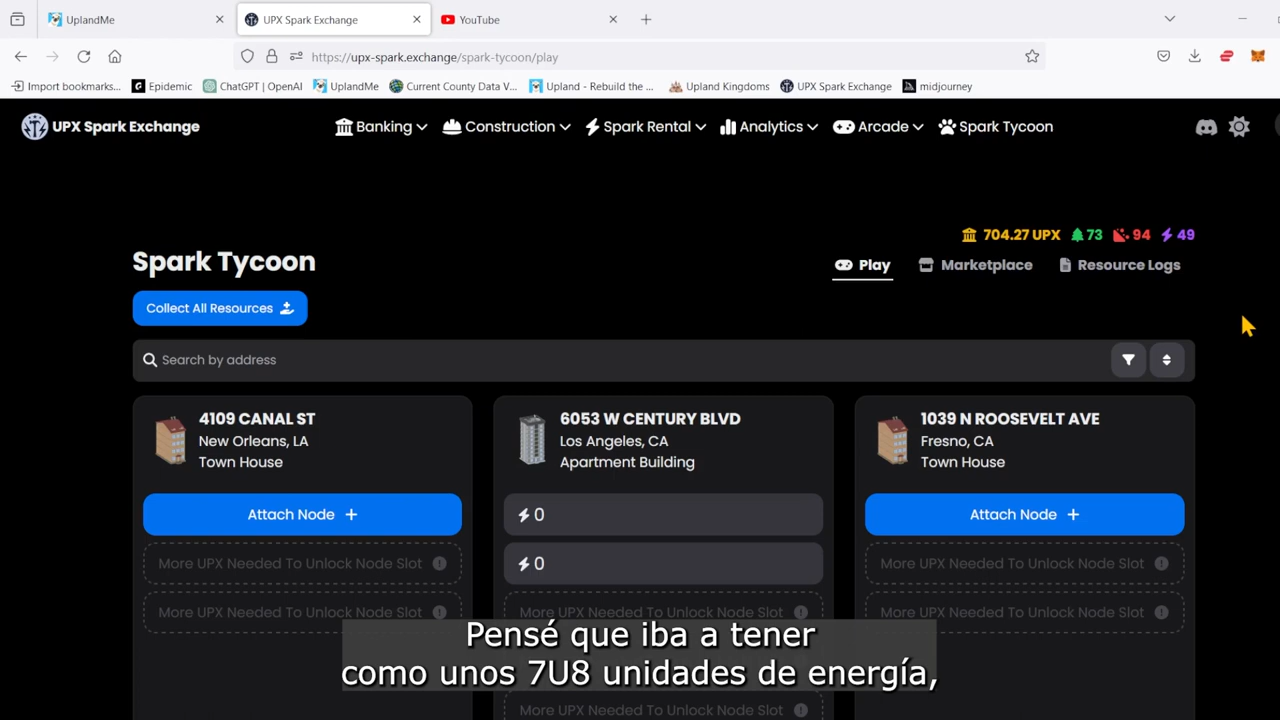 UplandMe
UPX Spark Exchange
YouTube
https://upx-spark.exchange/spark-tycoon/play
Import bookmarks...
Epidemic
ChatGPT | OpenAI
UplandMe
Current County Data V...
Upland - Rebuild the ...
Upland Kingdoms
UPX Spark Exchange
midjourney
UPX Spark Exchange
Banking
Construction
Spark Rental
Analytics
Arcade
Spark Tycoon
704.27 UPX 73 94 49
Spark Tycoon
Play
Marketplace
Resource Logs
Collect All Resources
Search by address
4109 CANAL ST
New Orleans, LA
Town House
Attach Node +
More UPX Needed To Unlock Node Slot
More UPX Needed To Unlock Node Slot
6053 W CENTURY BLVD
Los Angeles, CA
Apartment Building
0
0
More UPX Needed To Unlock Node Slot
More UPX Needed To Unlock Node Slot
1039 N ROOSEVELT AVE
Fresno, CA
Town House
Attach Node +
More UPX Needed To Unlock Node Slot
More UPX Needed To Unlock Node Slot
Pensé que iba a tener
como unos 7U8 unidades de energía,